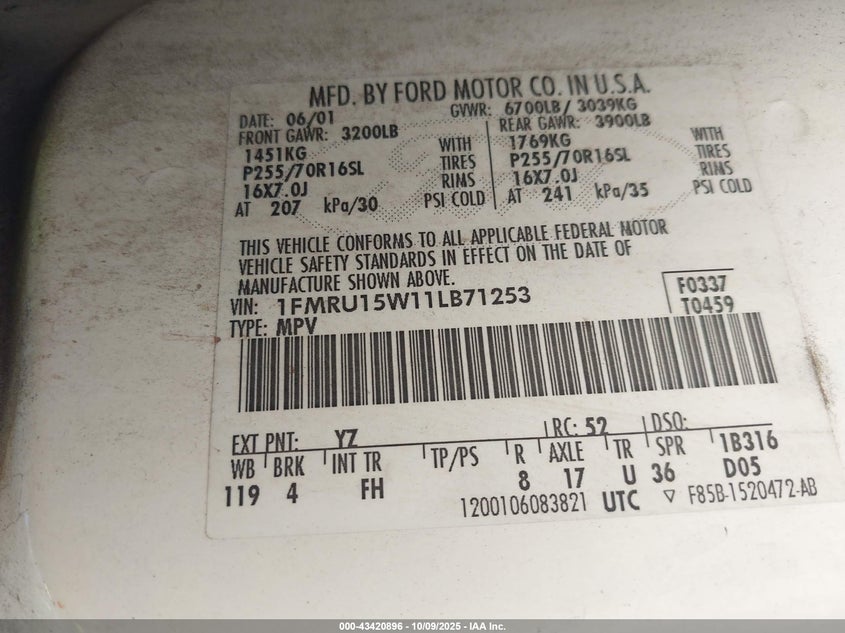 MFD. BY FORD MOTOR CO. IN U.S.A.
DATE: 06/01 GVWR: 6700LB/ 3039KG
FRONT GAWR: 3200LB REAR GAWR: 3900LB
1451KG WITH 1769KG WITH
P255/70R16SL TIRES P255/70R16SL TIRES
16X7.0J RIMS 16X7.0J RIMS
AT 207 kPa/30 PSI COLD AT 241 kPa/35 PSI COLD
THIS VEHICLE CONFORMS TO ALL APPLICABLE FEDERAL MOTOR
VEHICLE SAFETY STANDARDS IN EFFECT ON THE DATE OF
MANUFACTURE SHOWN ABOVE.
VIN: 1FMRU15W11LB71253 F0337
TYPE: MPV T0459
EXT PNT: YZ RC: 52 DSO:
WB BRK INT TR TP/PS R AXLE TR SPR 1B316
119 4 FH 8 17 U 36 D05
1200106083821 UTC ▽ F85B-1520472-AB
000-43420896 - 10/09/2025 - IAA Inc.